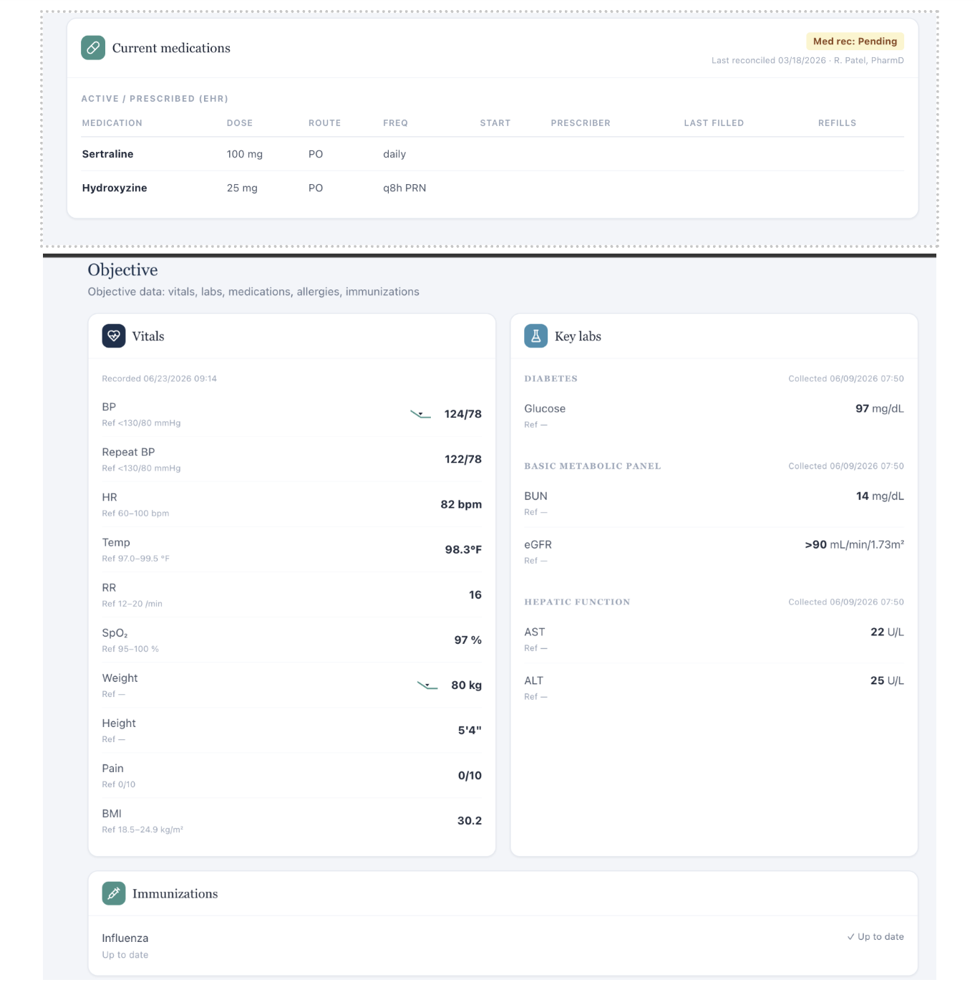 Current medications
Med rec: Pending
Last reconciled 03/18/2026 · R. Patel, PharmD
ACTIVE / PRESCRIBED (EHR)
MEDICATION DOSE ROUTE FREQ START PRESCRIBER LAST FILLED REFILLS
Sertraline 100 mg PO daily
Hydroxyzine 25 mg PO q8h PRN
Objective
Objective data: vitals, labs, medications, allergies, immunizations
Vitals
Recorded 06/23/2026 09:14
BP 124/78
Ref <130/80 mmHg
Repeat BP 122/78
Ref <130/80 mmHg
HR 82 bpm
Ref 60–100 bpm
Temp 98.3°F
Ref 97.0–99.5 °F
RR 16
Ref 12–20 /min
SpO₂ 97 %
Ref 95–100 %
Weight 80 kg
Ref —
Height 5'4"
Ref —
Pain 0/10
Ref 0/10
BMI 30.2
Ref 18.5–24.9 kg/m²
Key labs
DIABETES Collected 06/09/2026 07:50
Glucose 97 mg/dL
Ref —
BASIC METABOLIC PANEL Collected 06/09/2026 07:50
BUN 14 mg/dL
Ref —
eGFR >90 mL/min/1.73m²
Ref —
HEPATIC FUNCTION Collected 06/09/2026 07:50
AST 22 U/L
Ref —
ALT 25 U/L
Ref —
Immunizations
Influenza ✓ Up to date
Up to date